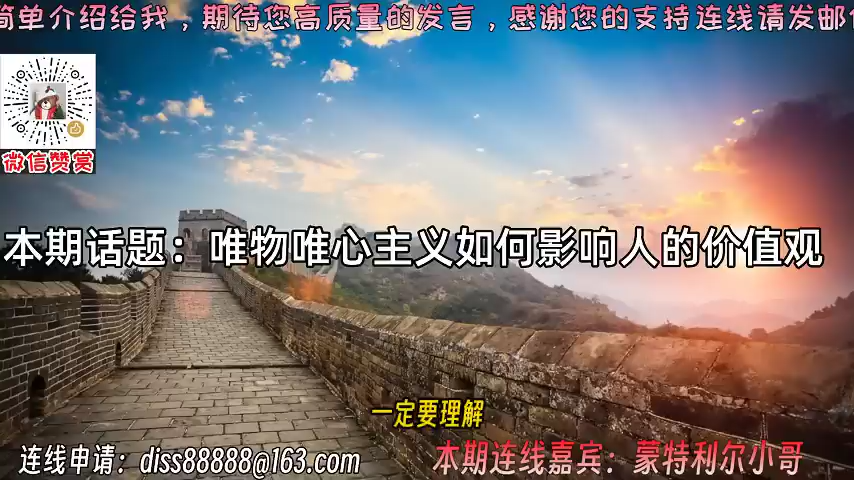 简单介绍给我，期待您高质量的发言，感谢您的支持连线请发邮件
微信赞赏
本期话题：唯物唯心主义如何影响人的价值观
一定要理解
连线申请：diss88888@163.com
本期连线嘉宾：蒙特利尔小哥